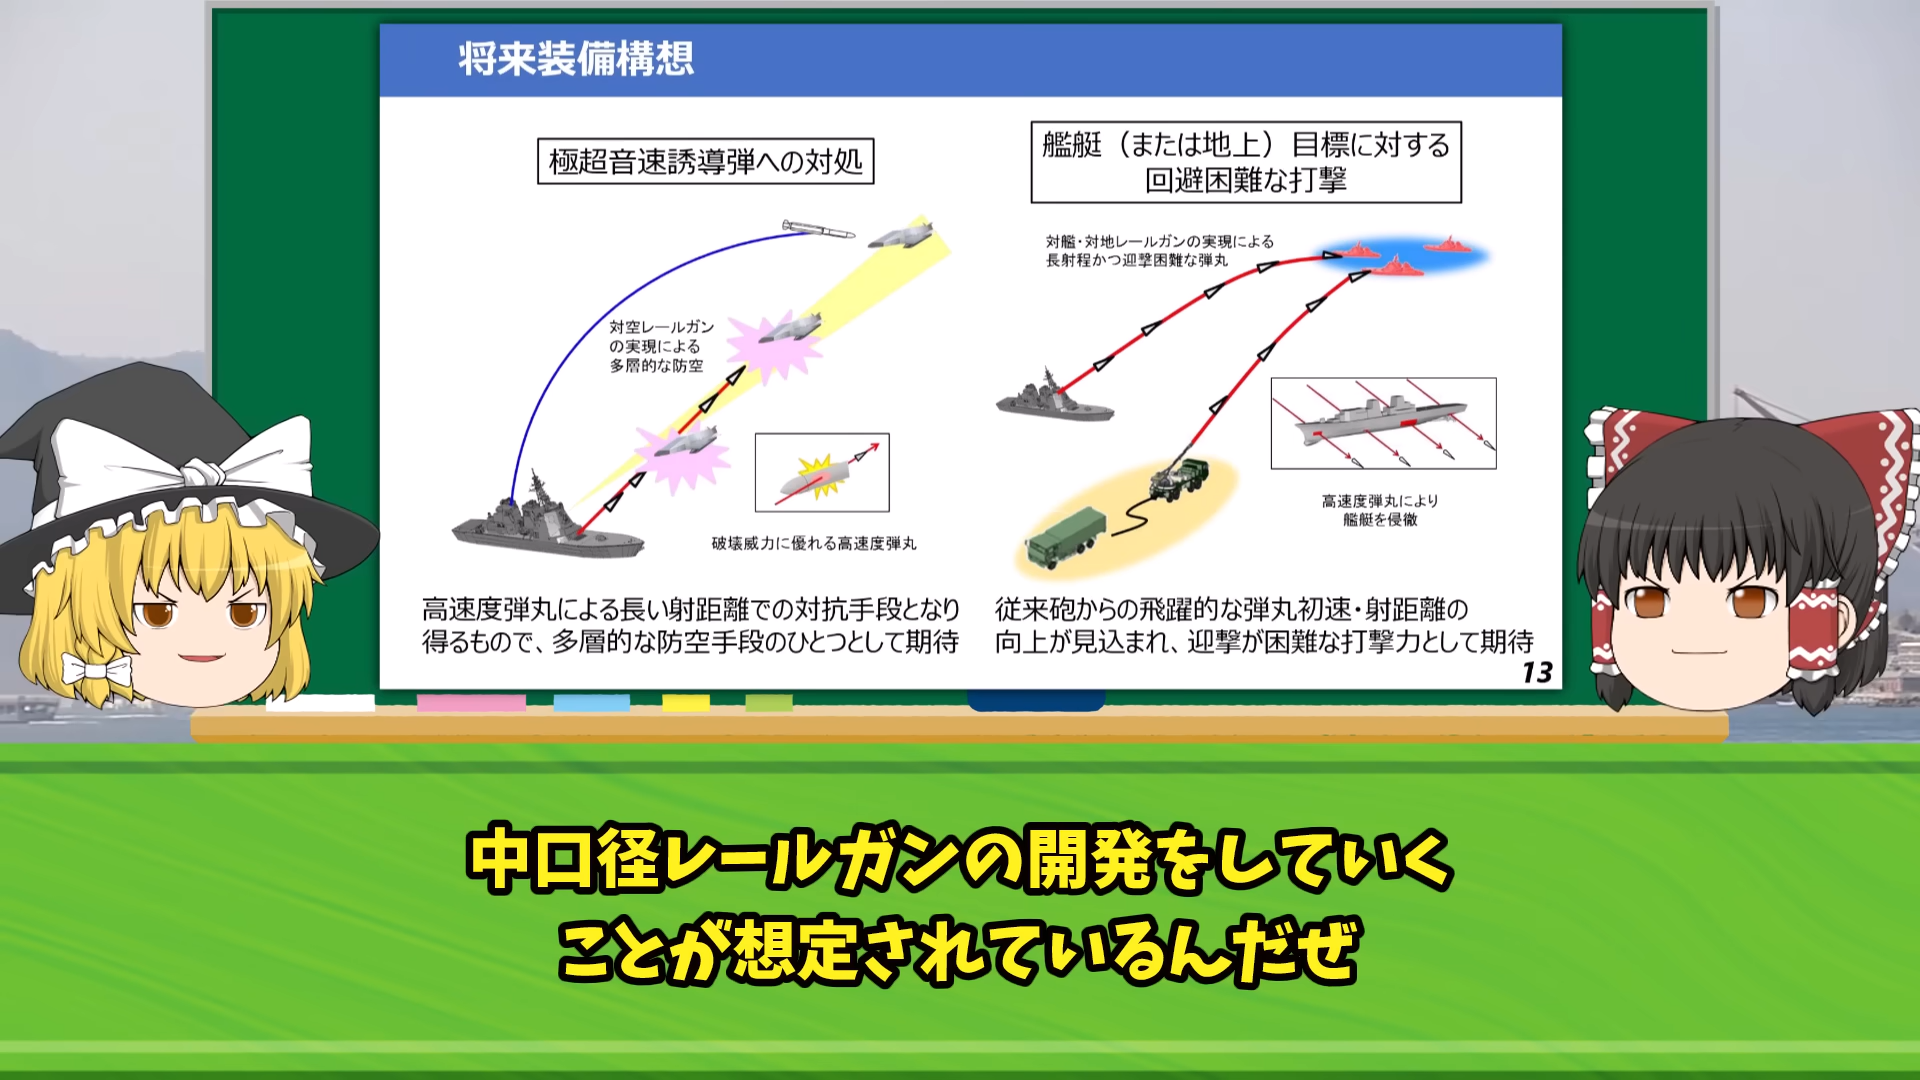 将来装備構想
極超音速誘導弾への対処
対空レールガン
の実現による
多層的な防空
破壊威力に優れる高速度弾丸
高速度弾丸による長い射距離での対抗手段となり
得るもので、多層的な防空手段のひとつとして期待
艦艇（または地上）目標に対する
回避困難な打撃
対艦・対地レールガンの実現による
長射程かつ迎撃困難な弾丸
高速度弾丸により
艦艇を侵徹
従来砲からの飛躍的な弾丸初速・射距離の
向上が見込まれ、迎撃が困難な打撃力として期待
13
中口径レールガンの開発をしていく
ことが想定されているんだぜ